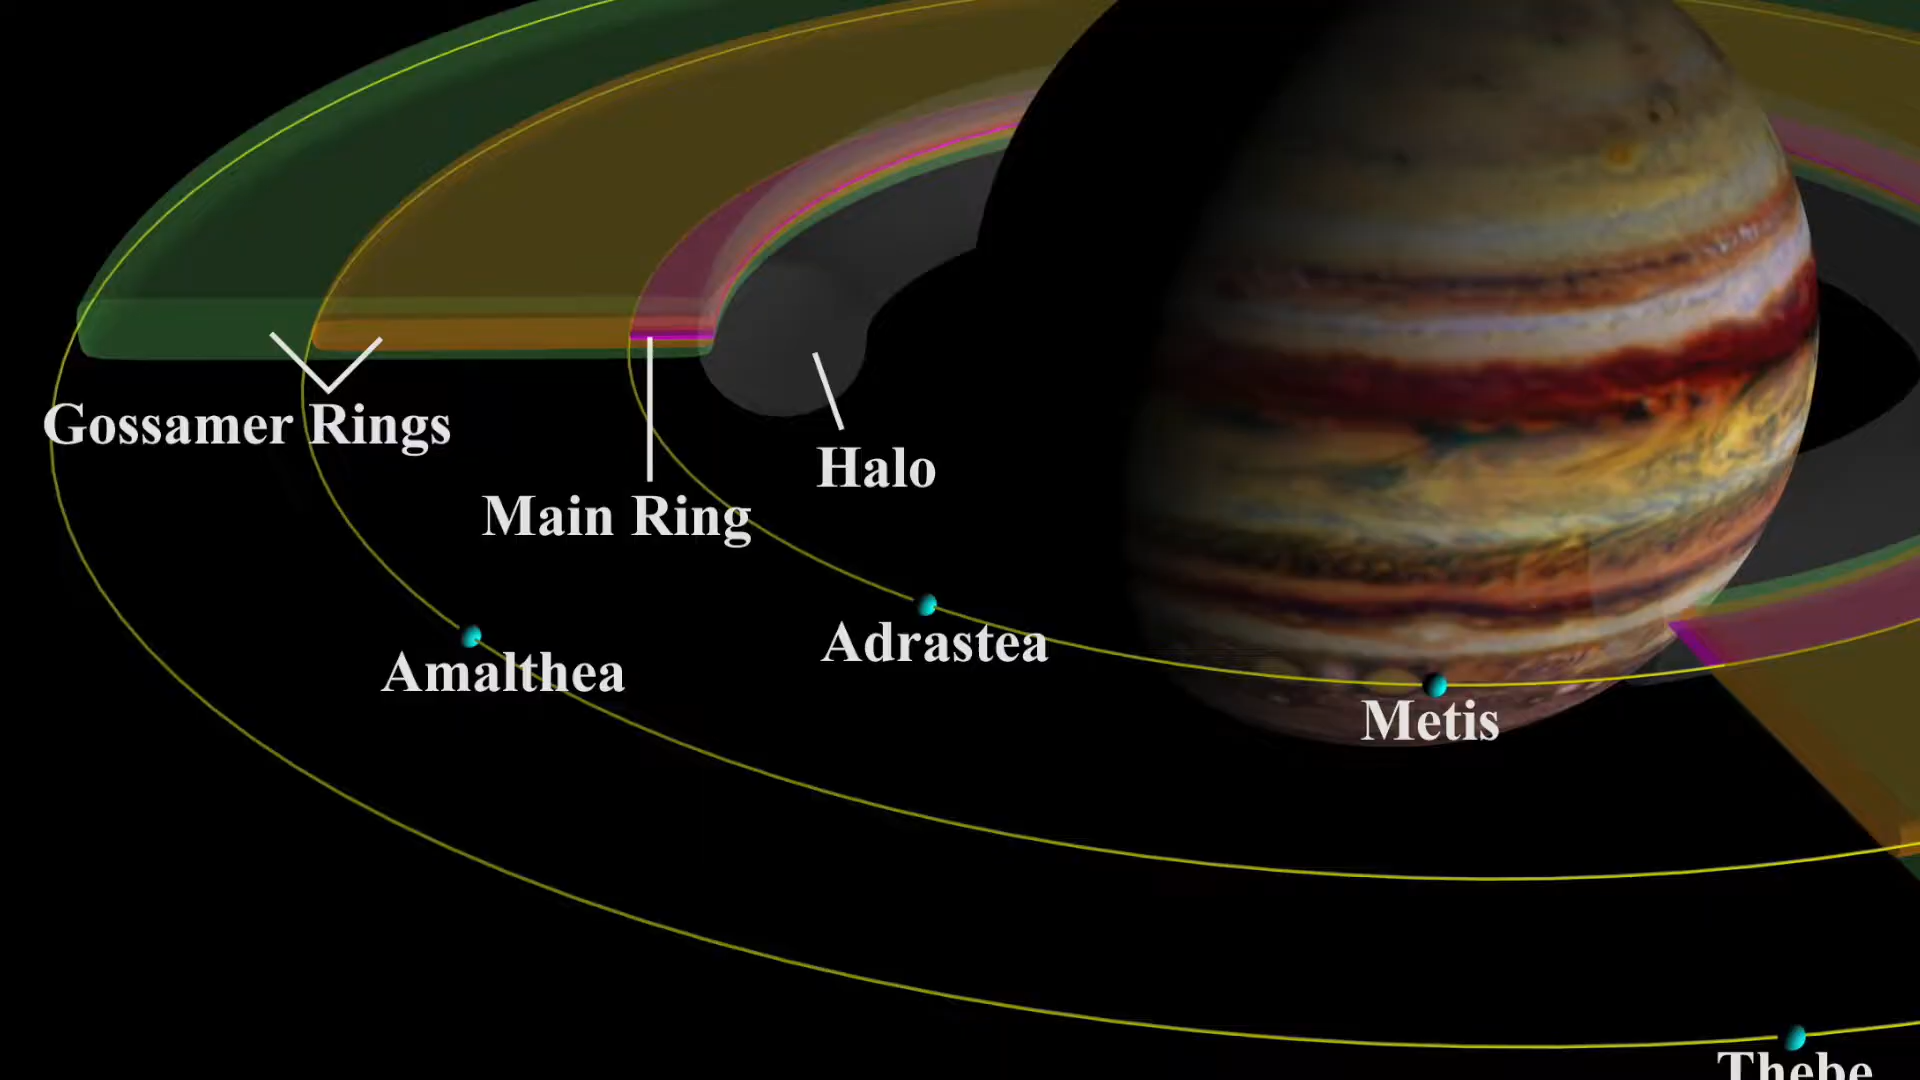 Gossamer Rings
Halo
Main Ring
Adrastea
Amalthea
Metis
Thebe